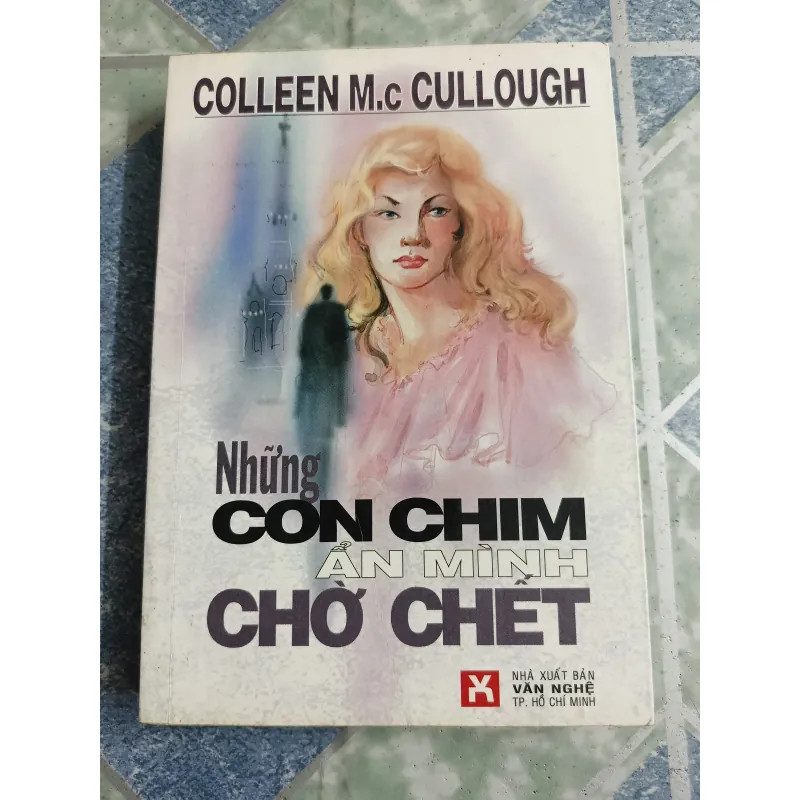 COLLEEN M.c CULLOUGH
Những
CON CHIM
ẨN MÌNH
CHỜ CHẾT
NHÀ XUẤT BẢN
VĂN NGHỆ
TP. HỒ CHÍ MINH